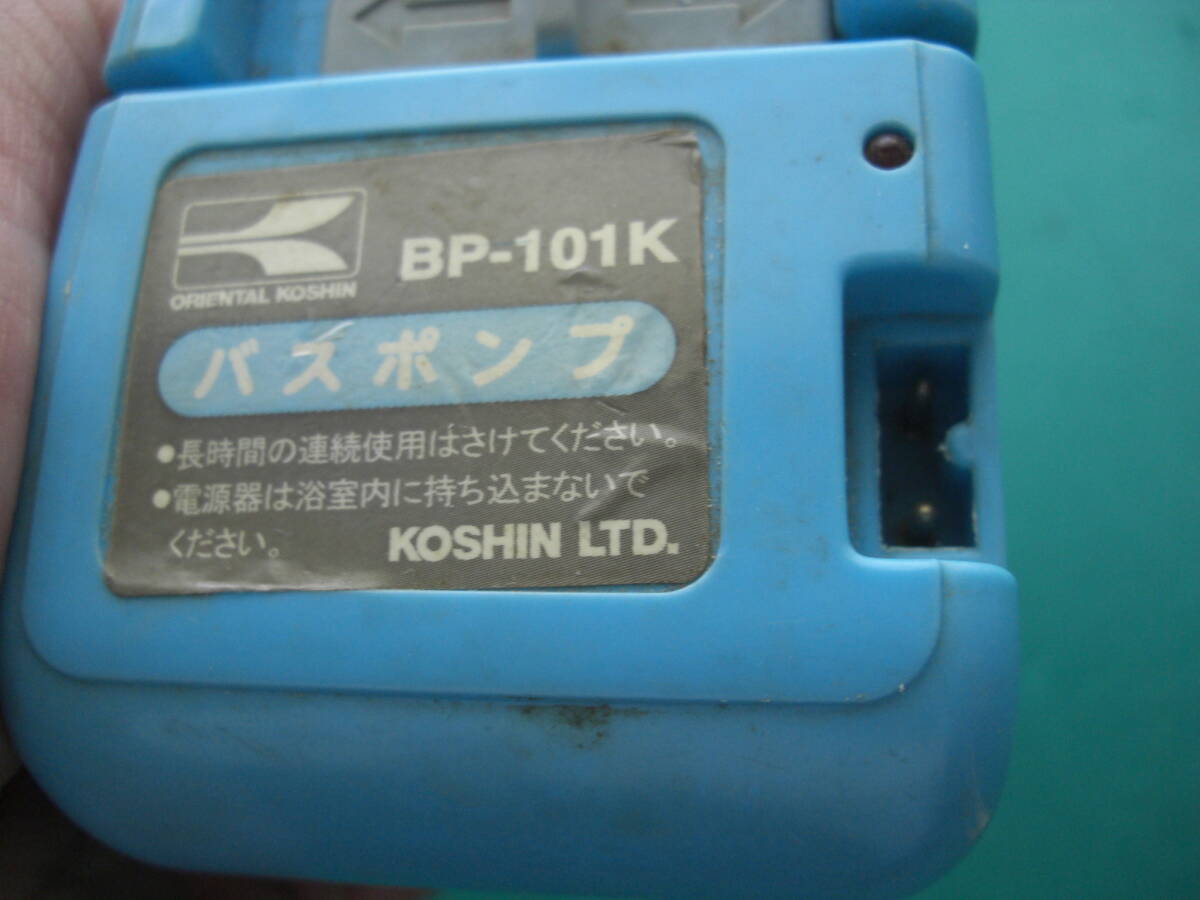 ORIENTAL KOSHIN
BP-101K
バスポンプ
●長時間の連続使用はさけてください。
●電源器は浴室内に持ち込まないで
ください。
KOSHIN LTD.